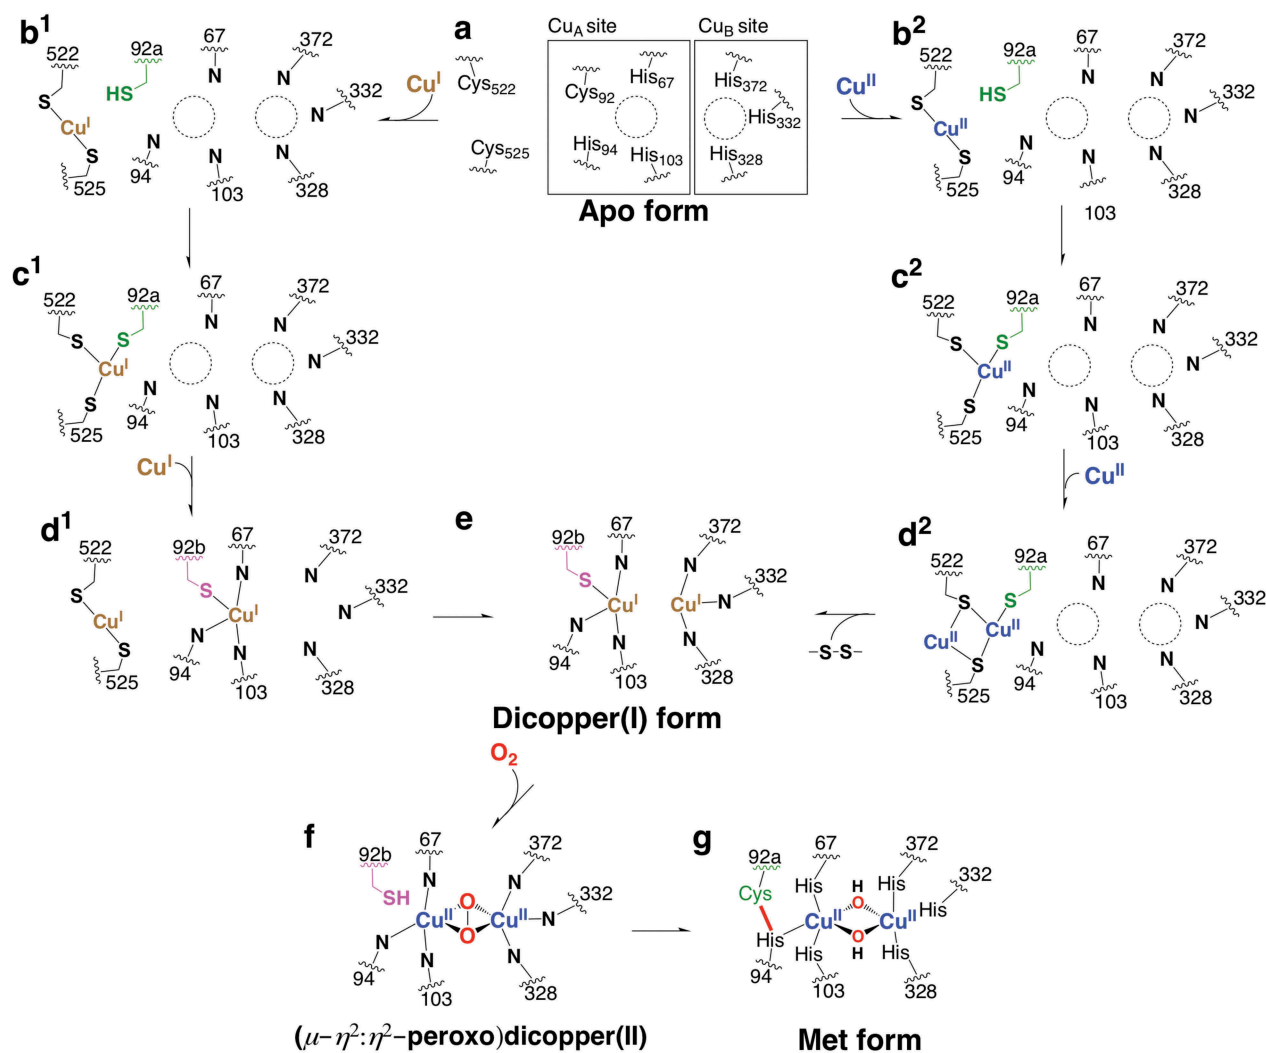 b¹
522
92a
67
372
HS
S
N
N
332
Cuᴵ
N
S
N
N
N
94
525
103
328
Cuᴵ
a
Cu_A site
Cu_B site
Cys₅₂₂
Cys₉₂
His₆₇
His₃₇₂
His₃₃₂
Cys₅₂₅
His₉₄
His₁₀₃
His₃₂₈
Apo form
Cuᴵᴵ
b²
522
92a
67
372
HS
S
N
N
332
Cuᴵᴵ
N
S
N
N
N
94
525
328
103
c¹
522
92a
67
372
S
S
N
N
332
Cuᴵ
N
S
N
N
N
94
525
103
328
Cuᴵ
c²
522
92a
67
372
S
S
N
N
332
Cuᴵᴵ
N
S
N
N
N
94
525
103
328
Cuᴵᴵ
d¹
522
92b
67
372
S
S
N
N
332
Cuᴵ
Cuᴵ
N
S
N
N
N
94
525
103
328
e
92b
67
372
S
N
N
332
Cuᴵ
Cuᴵ
N
N
N
N
94
103
328
Dicopper(I) form
–S–S–
d²
522
92a
67
372
S
S
N
N
332
Cuᴵᴵ
Cuᴵᴵ
N
S
N
N
N
94
525
103
328
O₂
f
92b
67
372
SH
N
N
332
Cuᴵᴵ
O
O
Cuᴵᴵ
N
N
N
N
94
103
328
(μ–η²:η²–peroxo)dicopper(II)
g
92a
67
372
332
Cys
His
H
O
His
His
Cuᴵᴵ
Cuᴵᴵ
His
His
O
H
His
94
103
328
Met form